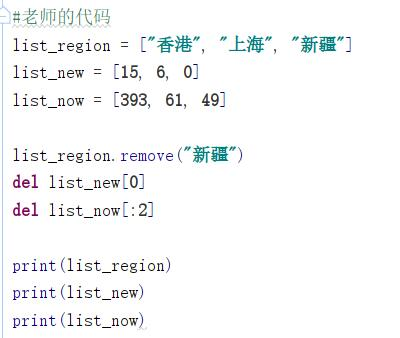 #老师的代码
list_region = ["香港", "上海", "新疆"]
list_new = [15, 6, 0]
list_now = [393, 61, 49]
list_region.remove("新疆")
del list_new[0]
del list_now[:2]
print(list_region)
print(list_new)
print(list_now)